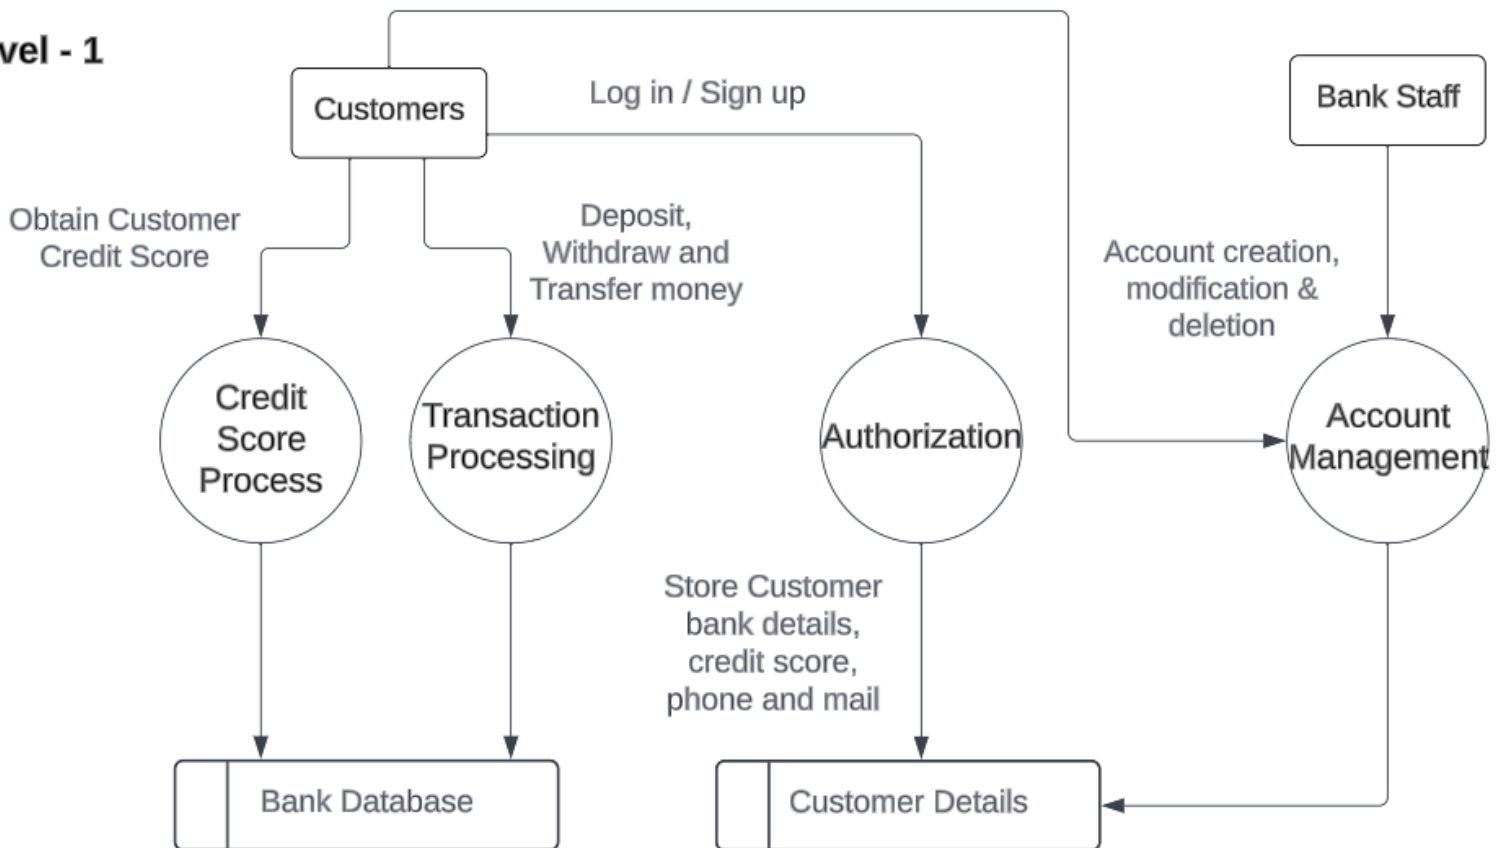 vel - 1
Customers
Log in / Sign up
Bank Staff
Obtain Customer
Credit Score
Deposit,
Withdraw and
Transfer money
Account creation,
modification &
deletion
Credit
Score
Process
Transaction
Processing
Authorization
Account
Management
Store Customer
bank details,
credit score,
phone and mail
Bank Database
Customer Details